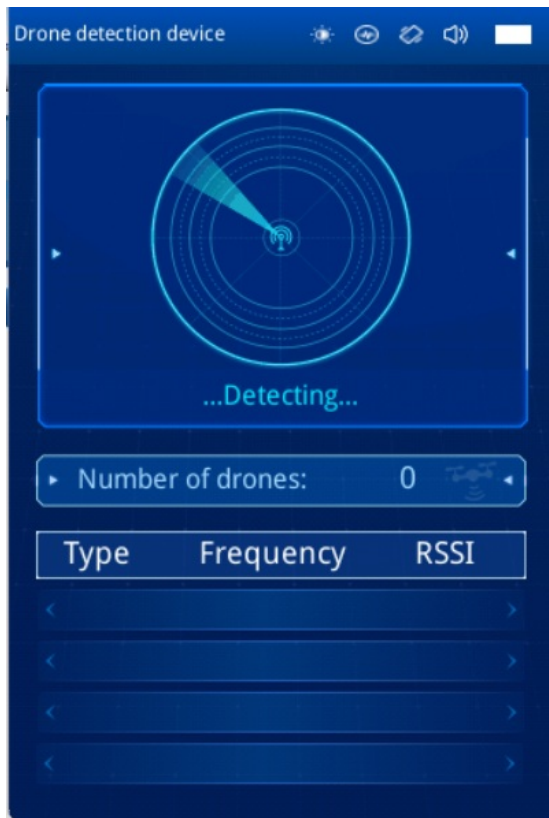 Drone detection device
...Detecting...
Number of drones: 0
Type Frequency RSSI